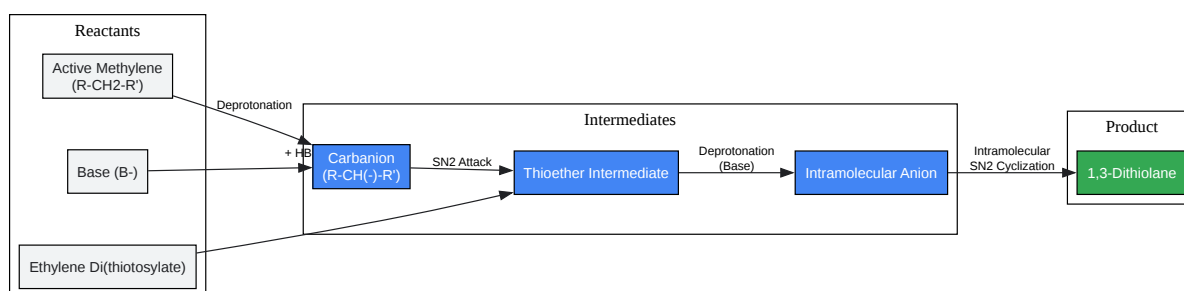 Reactants
Active Methylene
(R-CH2-R')
Deprotonation
Base (B-)
+ HB
Ethylene Di(thiotosylate)
Intermediates
Carbanion
(R-CH(-)-R')
SN2 Attack
Thioether Intermediate
Deprotonation
(Base)
Intramolecular Anion
Intramolecular
SN2 Cyclization
Product
1,3-Dithiolane